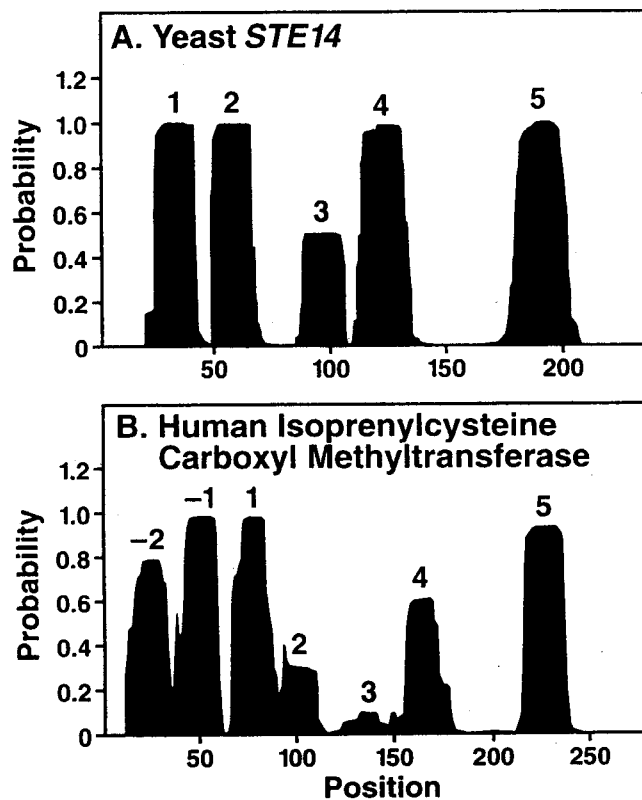 A. Yeast STE14
1.2
1.0
0.8
0.6
0.4
0.2
0
Probability
1 2 3 4 5
50 100 150 200
B. Human Isoprenylcysteine
Carboxyl Methyltransferase
1.2
1.0
0.8
0.6
0.4
0.2
0
Probability
–2 –1 1 2 3 4 5
50 100 150 200 250
Position